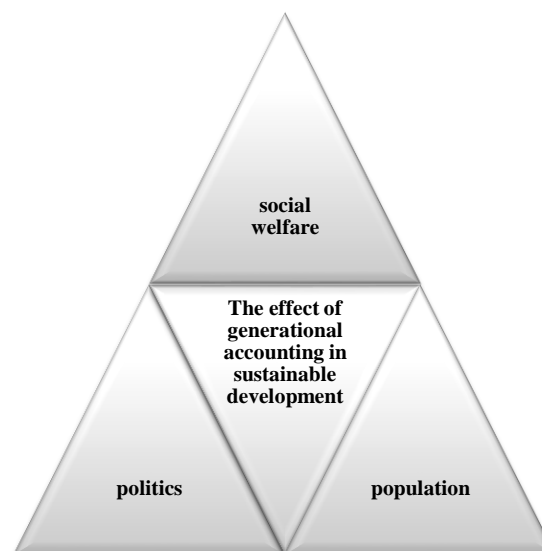 social
welfare
The effect of
generational
accounting in
sustainable
development
politics
population